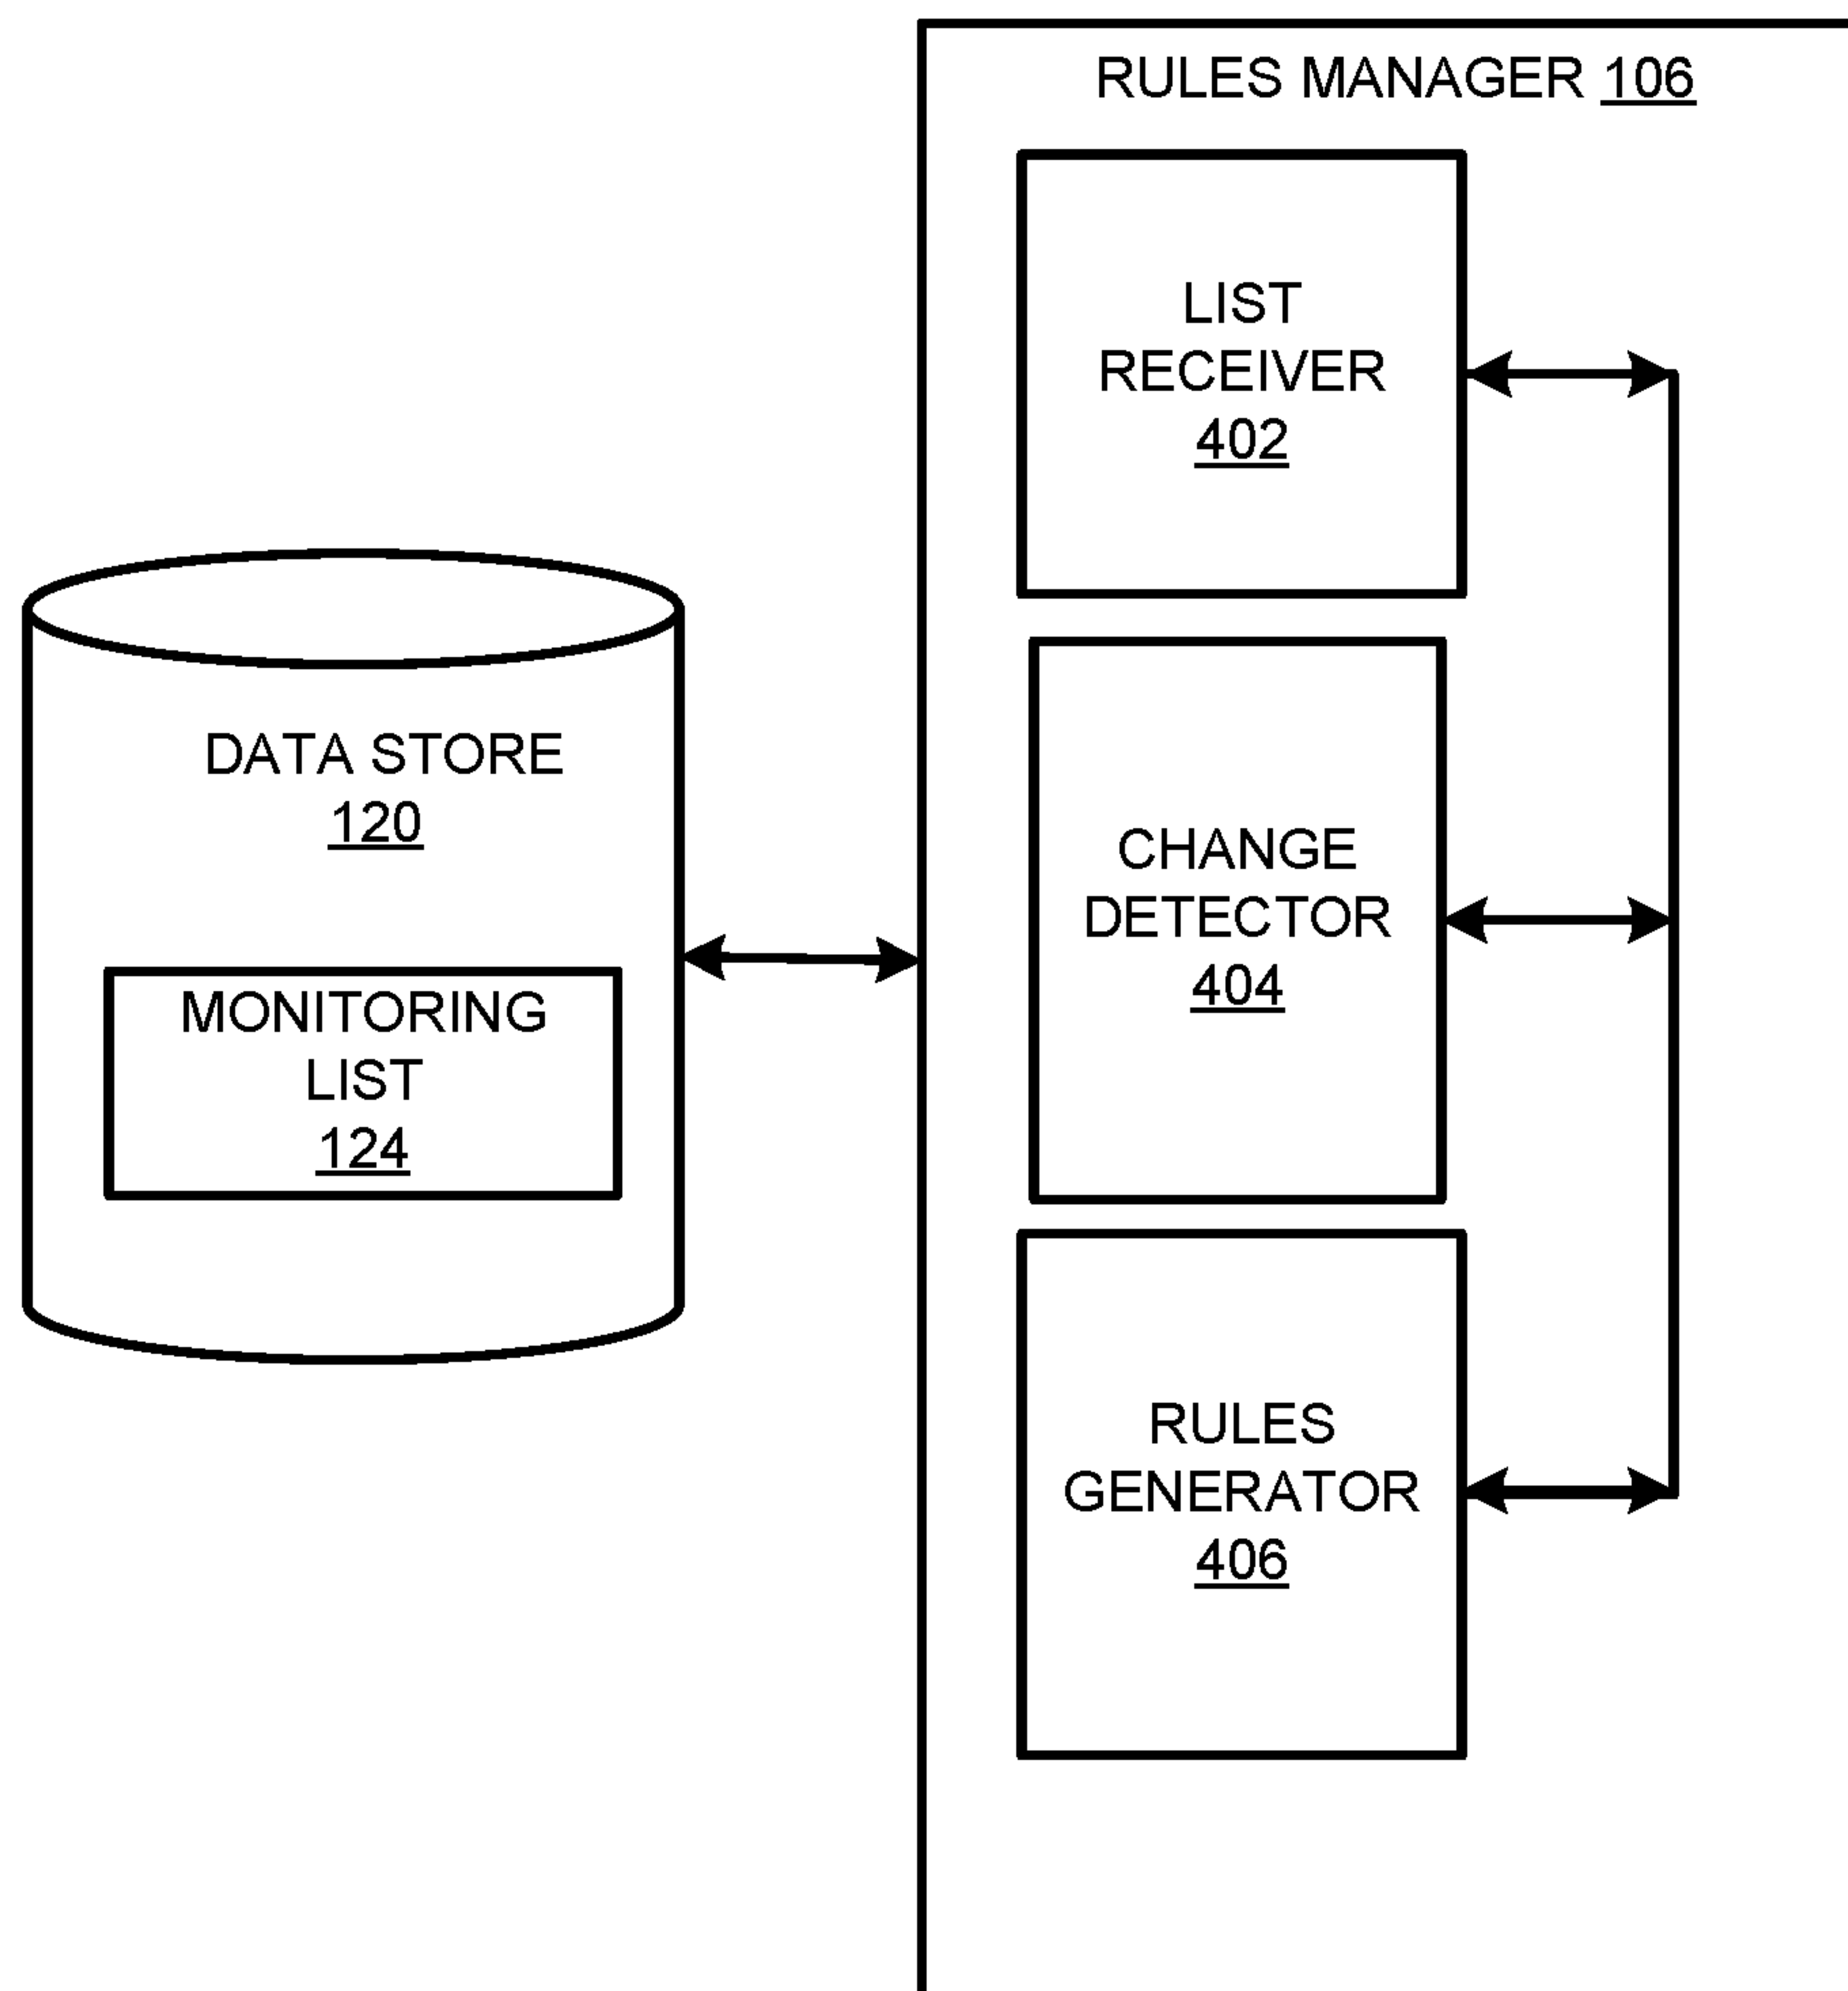 RULES MANAGER 106
LIST
RECEIVER
402
DATA STORE
120
MONITORING
LIST
124
CHANGE
DETECTOR
404
RULES
GENERATOR
406